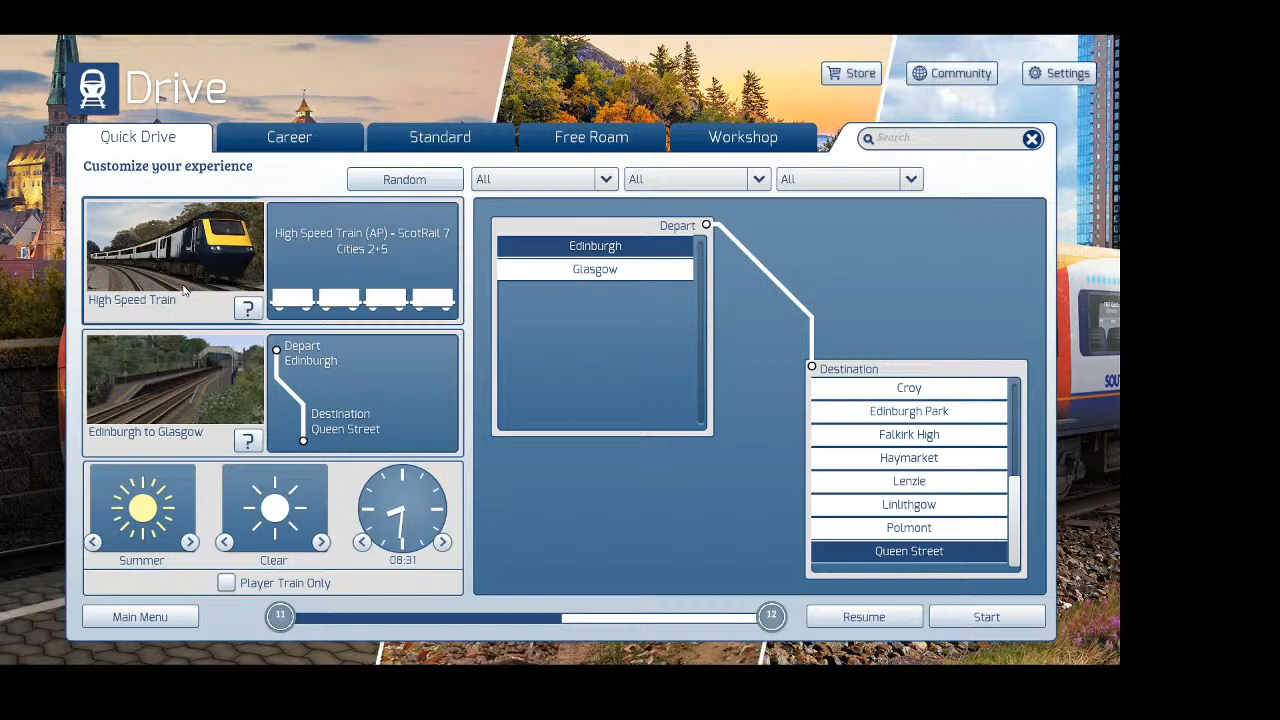 Drive
Store
Community
Settings
Quick Drive
Career
Standard
Free Roam
Workshop
Search
Customize your experience
Random
All
All
All
High Speed Train
?
High Speed Train (AP) - ScotRail 7
Cities 2+5
Edinburgh to Glasgow
?
Depart
Edinburgh
Destination
Queen Street
Summer
Clear
08:31
Player Train Only
Depart
Edinburgh
Glasgow
Destination
Croy
Edinburgh Park
Falkirk High
Haymarket
Lenzie
Linlithgow
Polmont
Queen Street
Main Menu
11
12
Resume
Start